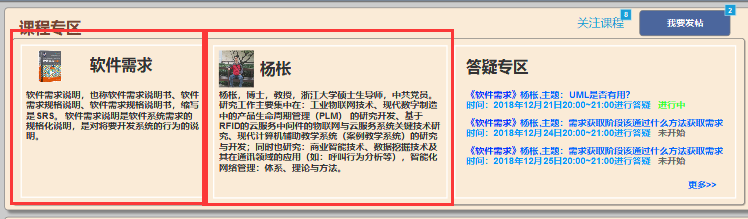 课程专区
关注课程
8
我要发帖
2
软件需求
软件需求说明，也称软件需求说明书、软件
需求规格说明、软件需求规格说明书，缩写
是 SRS。 软件需求说明是软件系统需求的
规格化说明，是对将要开发系统的行为的说
明。
杨枨
杨枨，博士，教授，浙江大学硕士生导师，中共党员。
研究工作主要集中在：工业物联网技术、现代数字制造
中的产品生命周期管理（PLM） 的研究开发、基于
RFID的云服务中间件的物联网与云服务系统关键技术研
究、现代计算机辅助教学系统（案例教学系统）的研究
与开发；同时也研究：商业智能技术、数据挖掘技术及
其在通讯领域的应用（如：呼叫行为分析等），智能化
网络管理：体系、理论与方法。
答疑专区
《软件需求》杨枨,主题：UML是否有用?
时间：2018年12月21日20:00~21:00进行答疑 进行中
《软件需求》杨枨,主题：需求获取阶段该通过什么方法获取需求
时间：2018年12月24日20:00~21:00进行答疑 未开始
《软件需求》杨枨,主题：需求获取阶段该通过什么方法获取需求
时间：2018年12月25日20:00~21:00进行答疑 未开始
更多>>